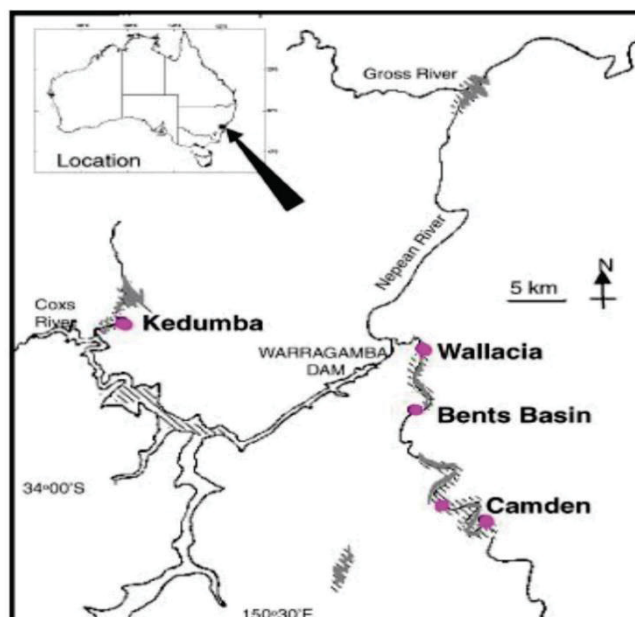 Gross River
Location
Nepean River
N
5 km
Coxs
River
Kedumba
WARRAGAMBA
DAM
Wallacia
Bents Basin
34°00'S
Camden
150°30'E